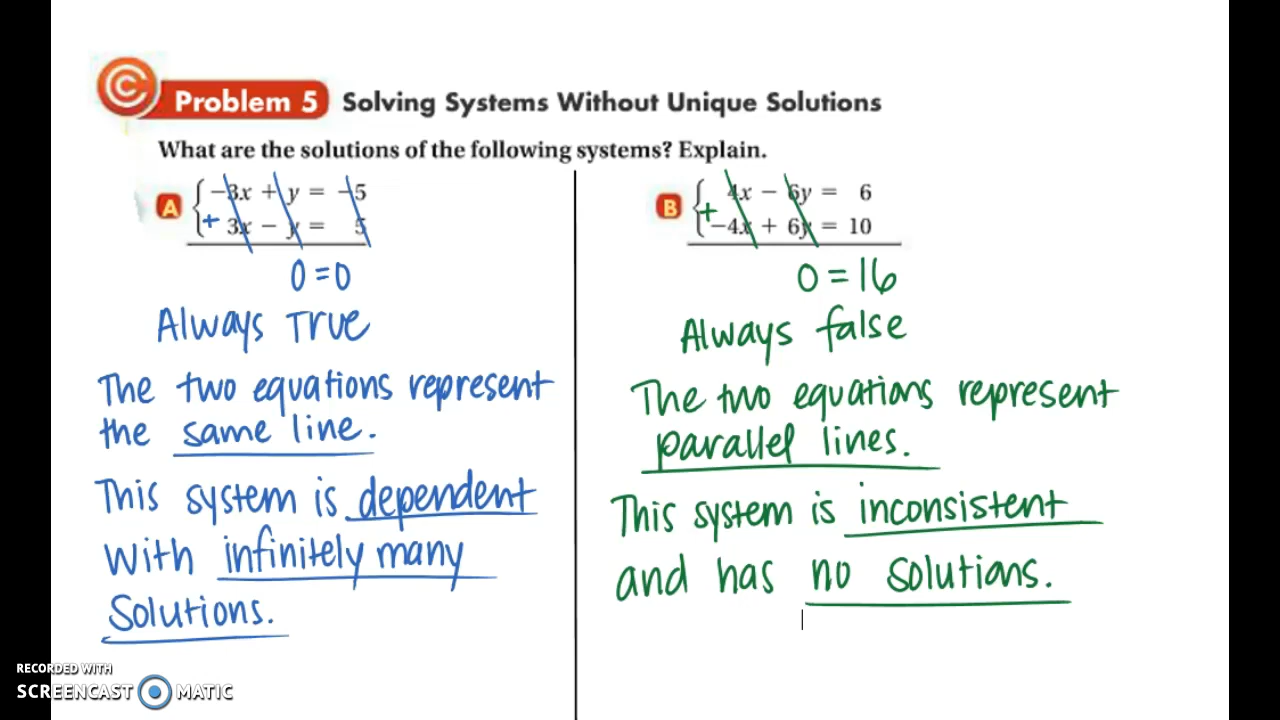 © Problem 5 Solving Systems Without Unique Solutions
What are the solutions of the following systems? Explain.
A
−3x + y = −5
+ 3x − y = 5
0 = 0
Always True
The two equations represent
the same line.
This system is dependent
with infinitely many
solutions.
B
4x − 6y = 6
+ −4x + 6y = 10
0 = 16
Always false
The two equations represent
parallel lines.
This system is inconsistent
and has no solutions.
RECORDED WITH
SCREENCAST MATIC